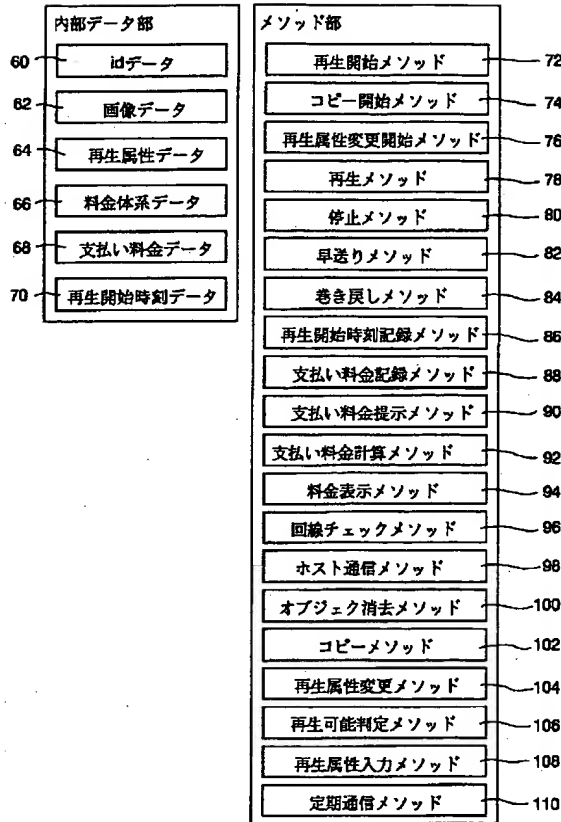 内部データ部
60 idデータ
62 画像データ
64 再生属性データ
66 料金体系データ
68 支払い料金データ
70 再生開始時刻データ
メソッド部
再生開始メソッド 72
コピー開始メソッド 74
再生属性変更開始メソッド 76
再生メソッド 78
停止メソッド 80
早送りメソッド 82
巻き戻しメソッド 84
再生開始時刻記録メソッド 86
支払い料金記録メソッド 88
支払い料金提示メソッド 90
支払い料金計算メソッド 92
料金表示メソッド 94
回線チェックメソッド 96
ホスト通信メソッド 98
オブジェク消去メソッド 100
コピーメソッド 102
再生属性変更メソッド 104
再生可能判定メソッド 106
再生属性入力メソッド 108
定期通信メソッド 110